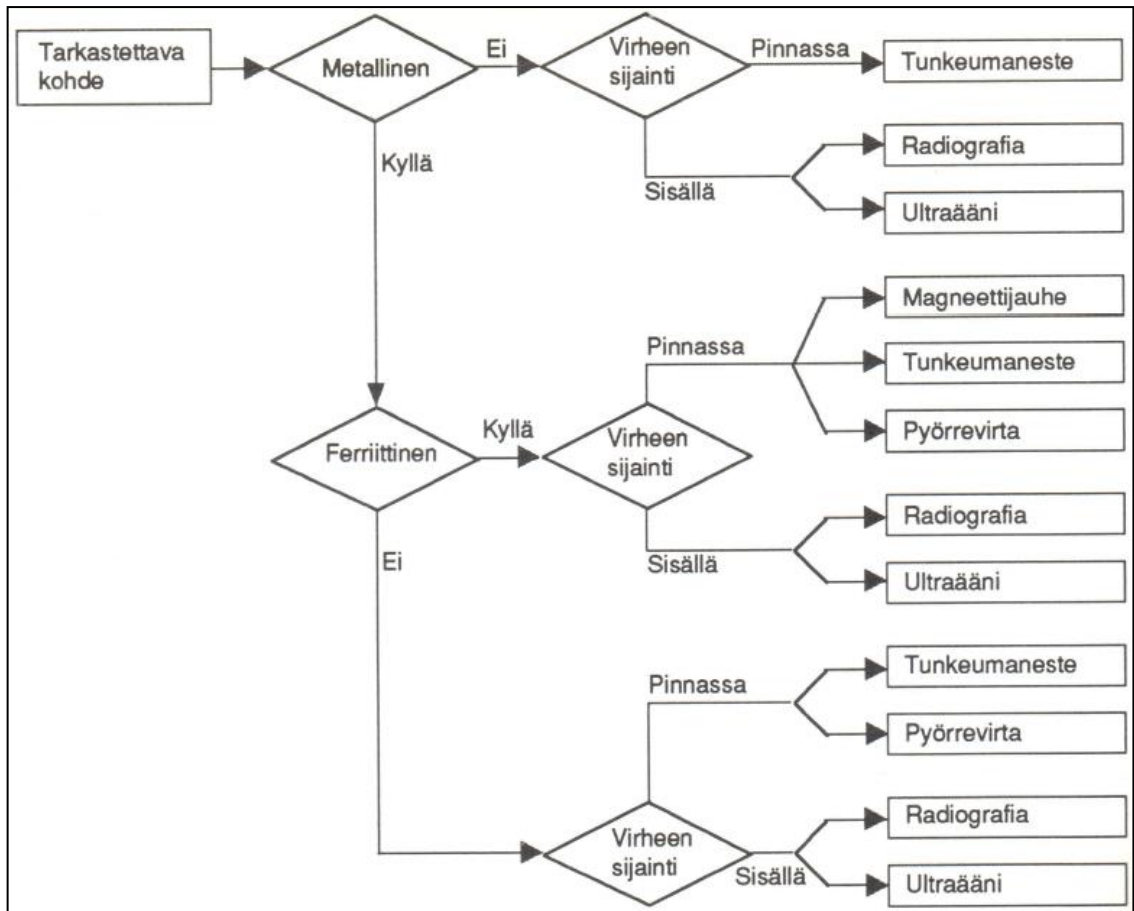 Tarkastettava
kohde
Metallinen
Ei
Virheen
sijainti
Pinnassa
Tunkeumaneste
Kyllä
Sisällä
Radiografia
Ultraääni
Magneettijauhe
Pinnassa
Tunkeumaneste
Ferriittinen
Kyllä
Virheen
sijainti
Pyörrevirta
Ei
Sisällä
Radiografia
Ultraääni
Pinnassa
Tunkeumaneste
Pyörrevirta
Virheen
sijainti
Sisällä
Radiografia
Ultraääni